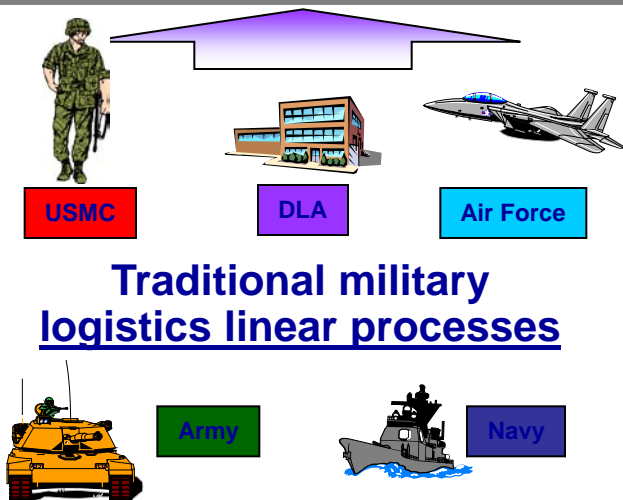 USMC
DLA
Air Force
Traditional military
logistics linear processes
Army
Navy